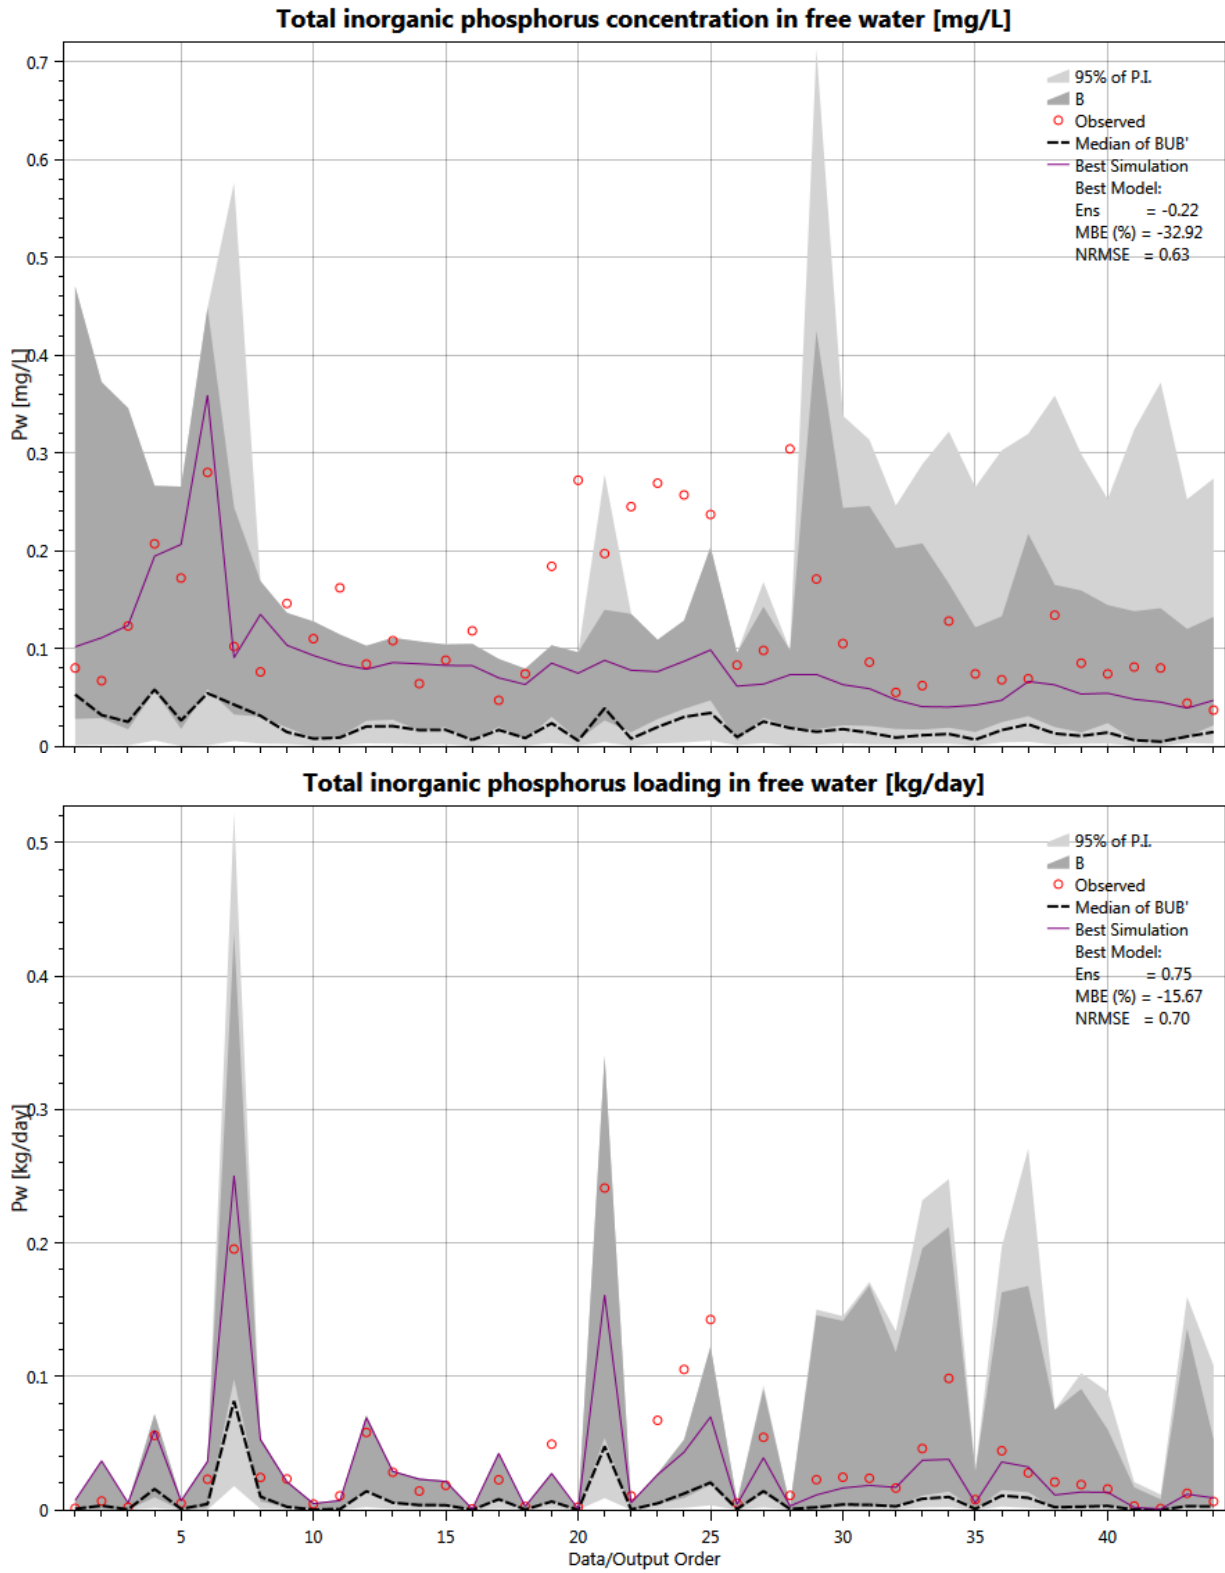 Total inorganic phosphorus concentration in free water [mg/L]
0.7
0.6
0.5
0.4
0.3
0.2
0.1
0
Pw [mg/L]
95% of P.I.
B
Observed
Median of BUB'
Best Simulation
Best Model:
Ens = -0.22
MBE (%) = -32.92
NRMSE = 0.63
Total inorganic phosphorus loading in free water [kg/day]
0.5
0.4
0.3
0.2
0.1
0
Pw [kg/day]
95% of P.I.
B
Observed
Median of BUB'
Best Simulation
Best Model:
Ens = 0.75
MBE (%) = -15.67
NRMSE = 0.70
5 10 15 20 25 30 35 40
Data/Output Order